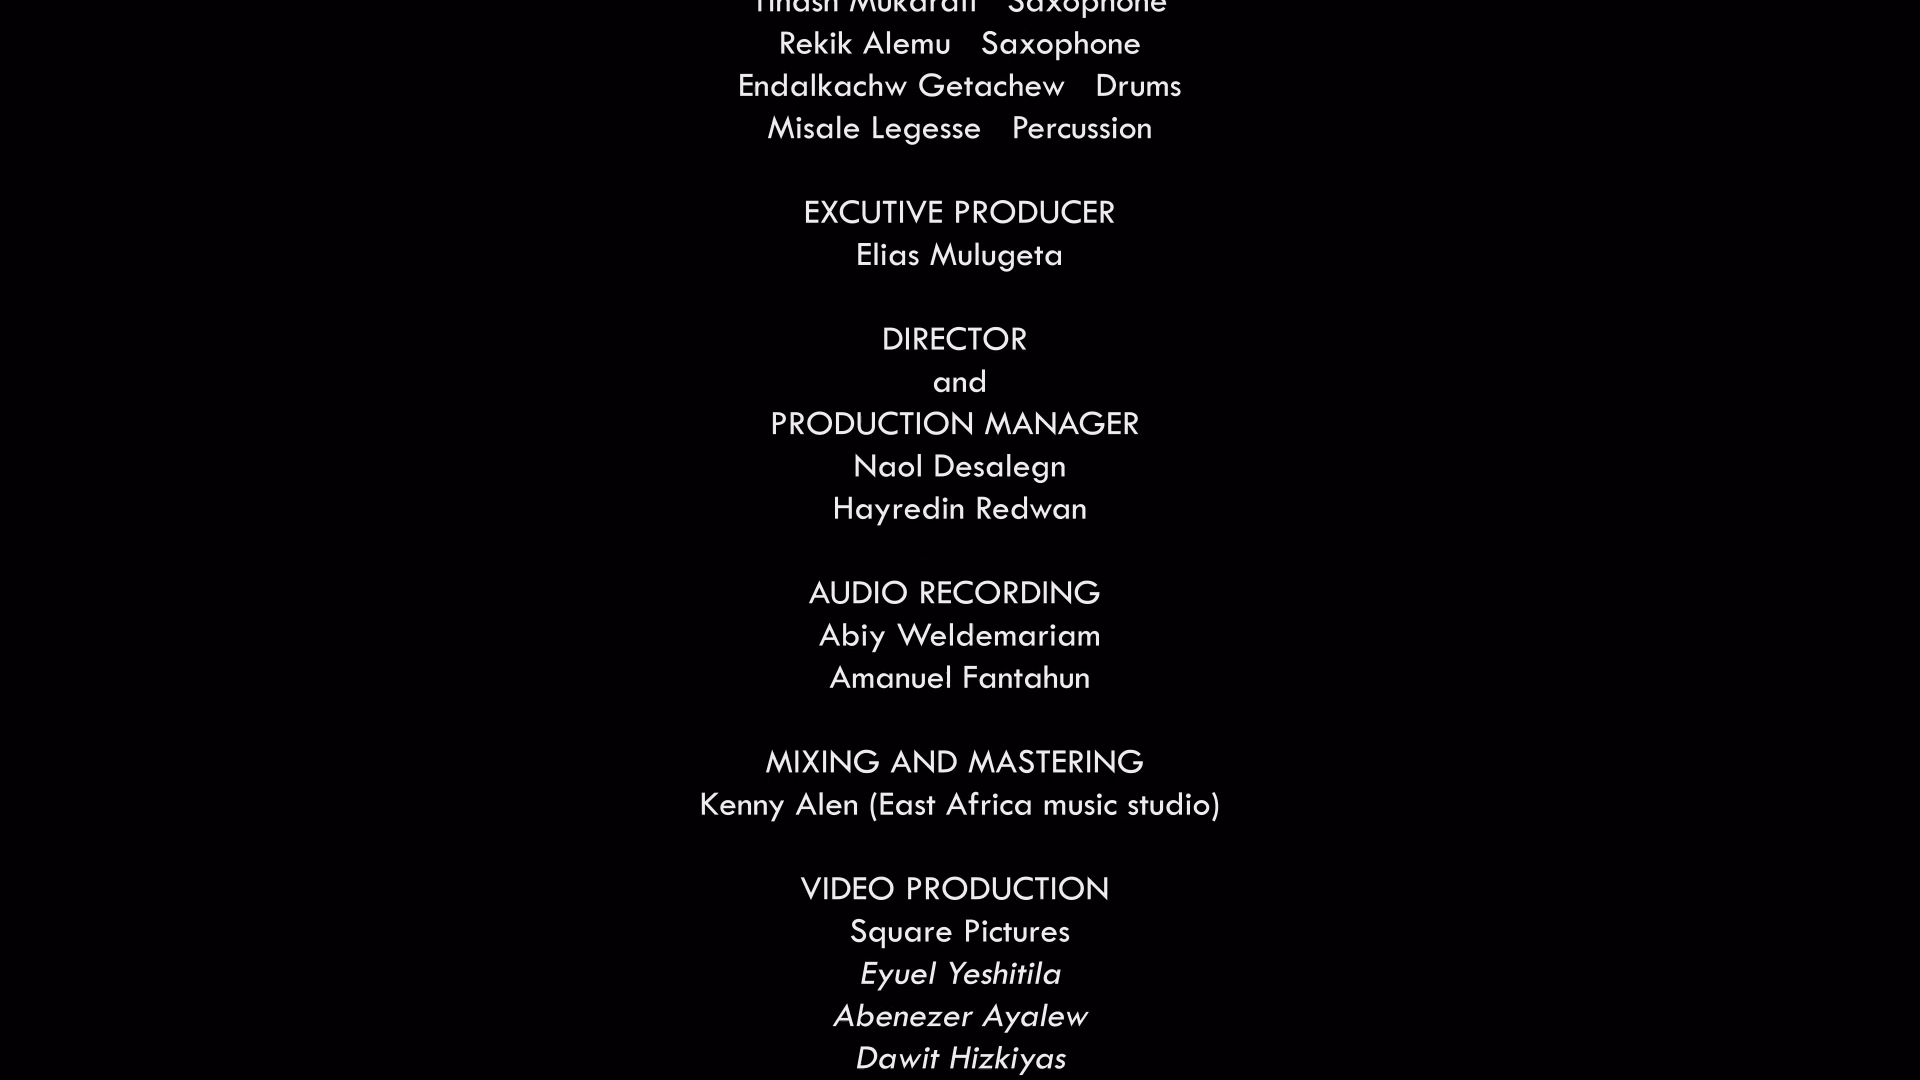 Saxophone
Rekik Alemu   Saxophone
Endalkachw Getachew   Drums
Misale Legesse   Percussion
EXCUTIVE PRODUCER
Elias Mulugeta
DIRECTOR
and
PRODUCTION MANAGER
Naol Desalegn
Hayredin Redwan
AUDIO RECORDING
Abiy Weldemariam
Amanuel Fantahun
MIXING AND MASTERING
Kenny Alen (East Africa music studio)
VIDEO PRODUCTION
Square Pictures
Eyuel Yeshitila
Abenezer Ayalew
Dawit Hizkiyas